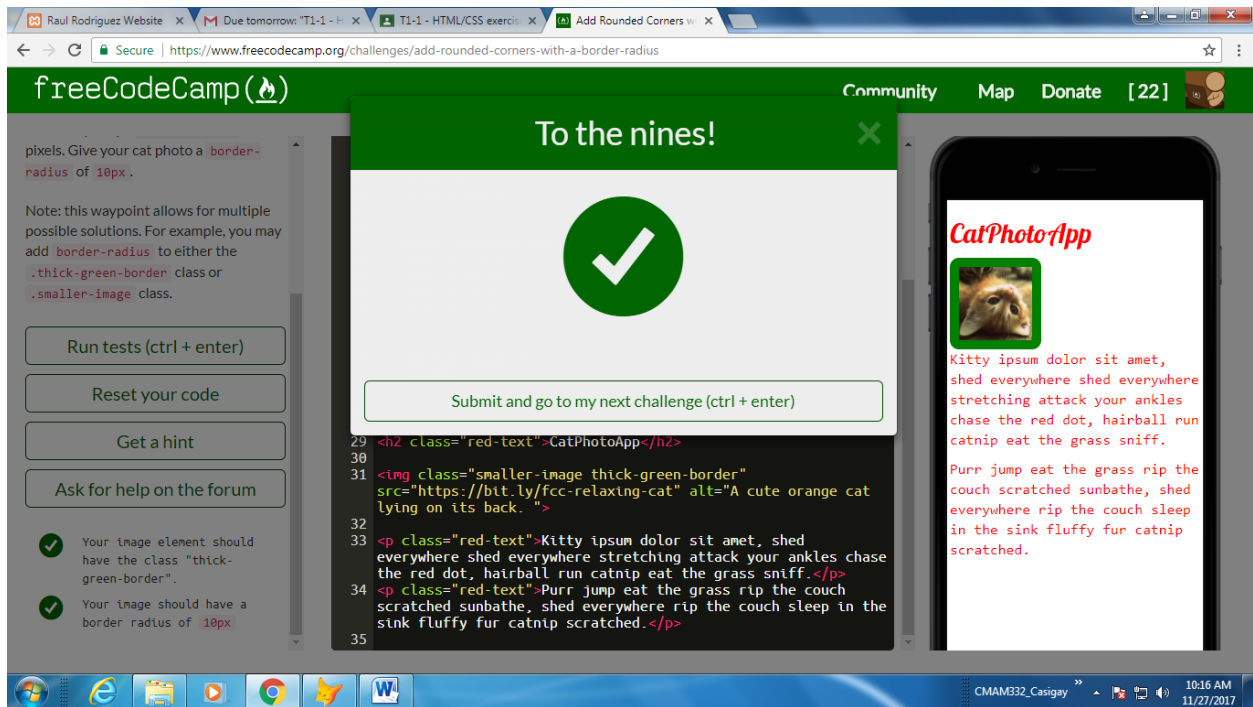 Raul Rodriguez Website
Due tomorrow: "T1-1 - H
T1-1 - HTML/CSS exercis
Add Rounded Corners wi
Secure | https://www.freecodecamp.org/challenges/add-rounded-corners-with-a-border-radius
freeCodeCamp
Community
Map
Donate
[ 22 ]
pixels. Give your cat photo a border-
radius of 10px .
Note: this waypoint allows for multiple
possible solutions. For example, you may
add border-radius to either the
.thick-green-border class or
.smaller-image class.
Run tests (ctrl + enter)
Reset your code
Get a hint
Ask for help on the forum
Your image element should
have the class "thick-
green-border".
Your image should have a
border radius of 10px
To the nines!
Submit and go to my next challenge (ctrl + enter)
29 <h2 class="red-text">CatPhotoApp</h2>
30
31 <img class="smaller-image thick-green-border"
src="https://bit.ly/fcc-relaxing-cat" alt="A cute orange cat
lying on its back. ">
32
33 <p class="red-text">Kitty ipsum dolor sit amet, shed
everywhere shed everywhere stretching attack your ankles chase
the red dot, hairball run catnip eat the grass sniff.</p>
34 <p class="red-text">Purr jump eat the grass rip the couch
scratched sunbathe, shed everywhere rip the couch sleep in the
sink fluffy fur catnip scratched.</p>
35
CatPhotoApp
Kitty ipsum dolor sit amet,
shed everywhere shed everywhere
stretching attack your ankles
chase the red dot, hairball run
catnip eat the grass sniff.
Purr jump eat the grass rip the
couch scratched sunbathe, shed
everywhere rip the couch sleep
in the sink fluffy fur catnip
scratched.
CMAM332_Casigay
10:16 AM
11/27/2017